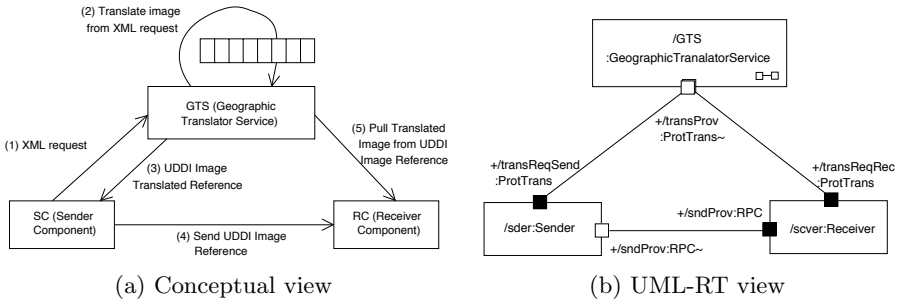 (2) Translate image
from XML request
GTS (Geographic
Translator Service)
(1) XML request
(3) UDDI Image
Translated Reference
(5) Pull Translated
Image from UDDI
Image Reference
SC (Sender
Component)
(4) Send UDDI Image
Reference
RC (Receiver
Component)
(a) Conceptual view
/GTS
:GeographicTranalatorService
+/transProv
:ProtTrans~
+/transReqSend
:ProtTrans
+/transReqRec
:ProtTrans
/sder:Sender
+/sndProv:RPC
+/sndProv:RPC~
/scver:Receiver
(b) UML-RT view